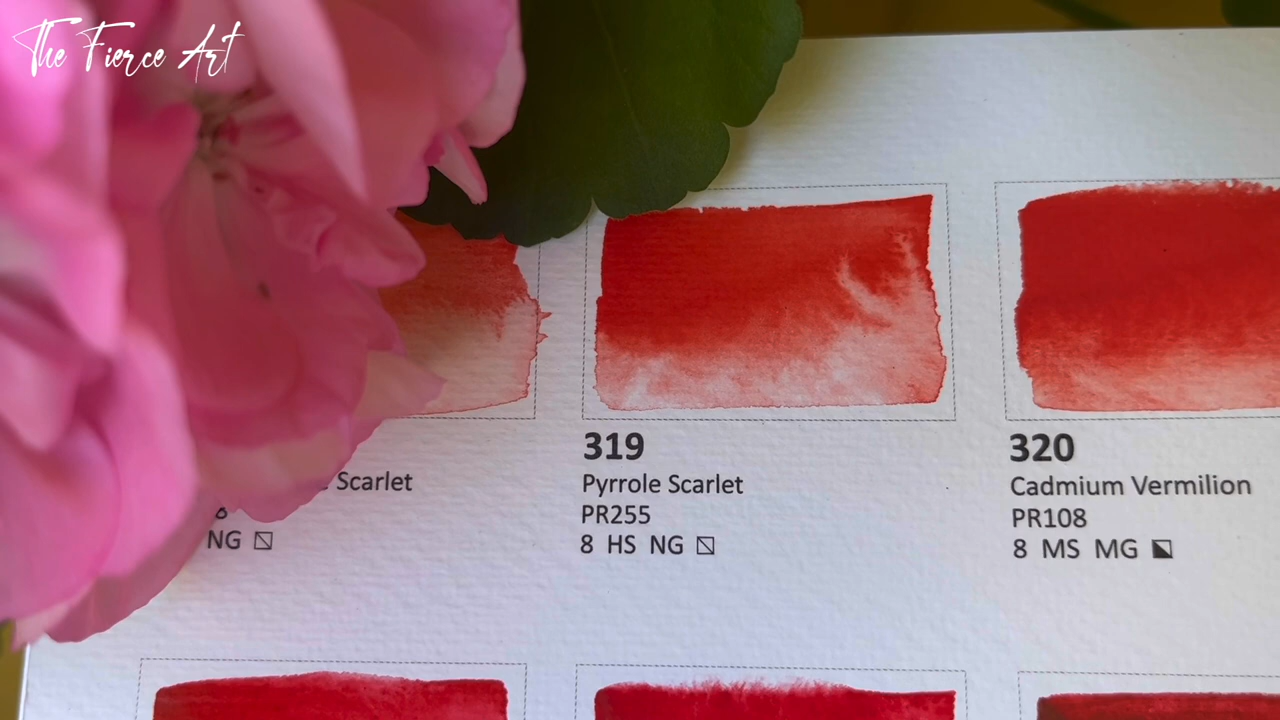 The Fierce Art
Scarlet
8
NG
319
Pyrrole Scarlet
PR255
8 HS NG
320
Cadmium Vermilion
PR108
8 MS MG